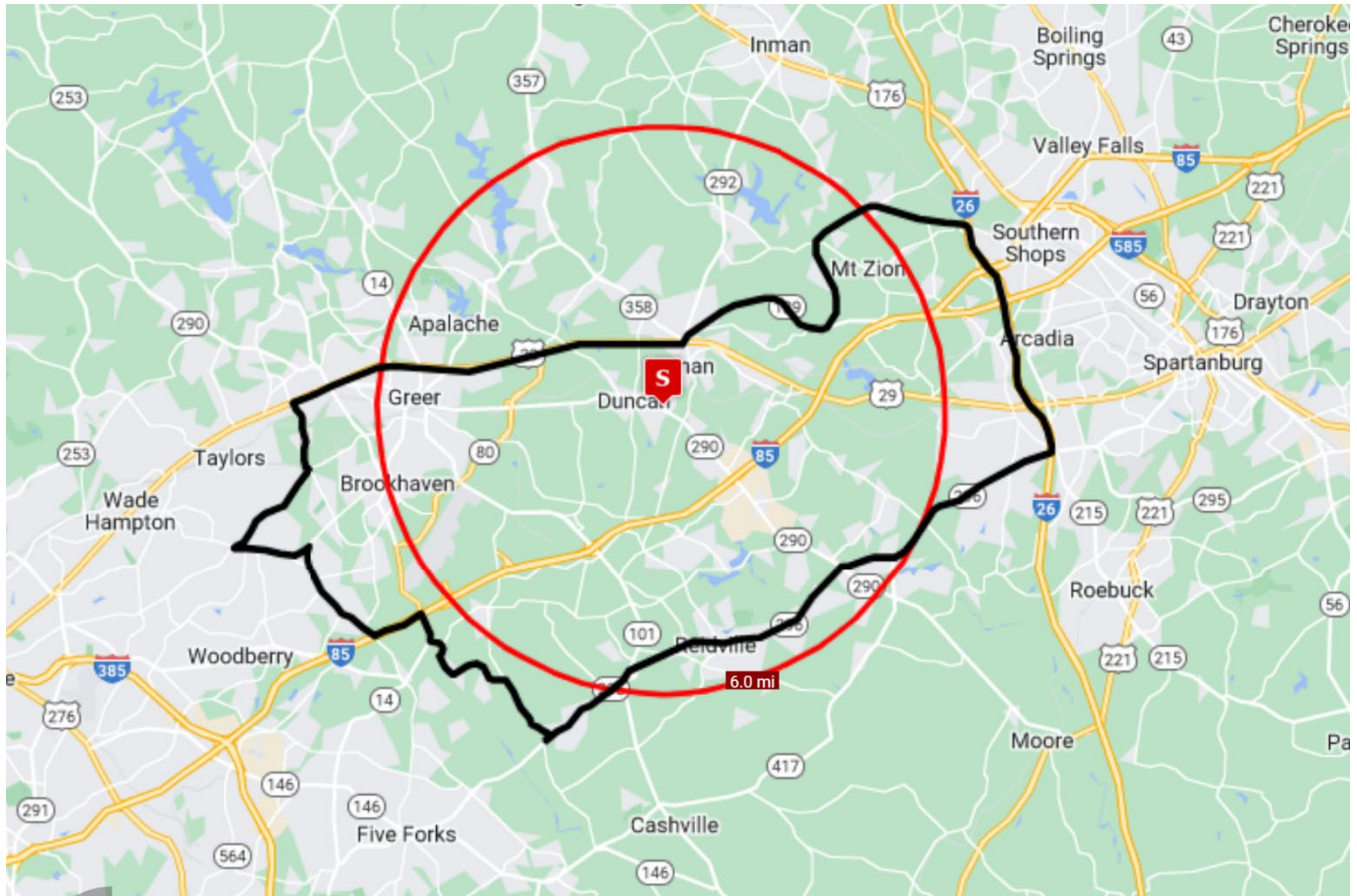 Inman
Boiling
Springs
43
Cherokee
Springs
253
357
176
Valley Falls
85
292
221
26
Southern
Shops
585
221
Mt Zion
14
56
Drayton
290
358
Apalache
176
Arcadia
Spartanburg
S
Greer
Duncan
29
253
Taylors
80
290
85
Brookhaven
Wade
Hampton
295
26
215
221
290
290
Roebuck
56
101
Reidville
Woodberry
85
385
6.0 mi
221
215
14
276
Moore
Pa
417
146
291
146
Five Forks
Cashville
564
146